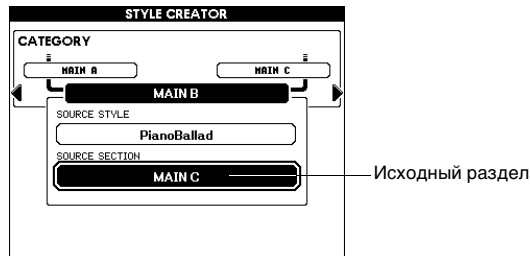 STYLE CREATOR
CATEGORY
MAIN A
MAIN C
MAIN B
SOURCE STYLE
PianoBallad
SOURCE SECTION
MAIN C
Исходный раздел